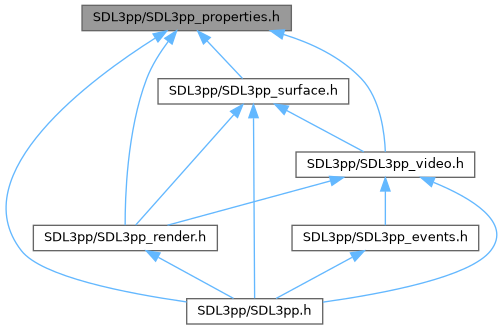 SDL3pp/SDL3pp_properties.h
SDL3pp/SDL3pp_surface.h
SDL3pp/SDL3pp_video.h
SDL3pp/SDL3pp_render.h
SDL3pp/SDL3pp_events.h
SDL3pp/SDL3pp.h